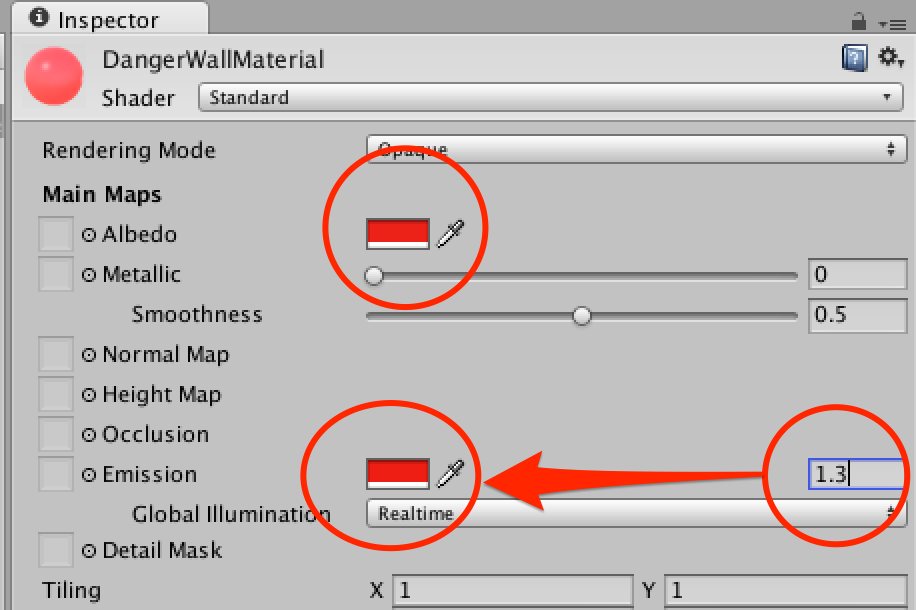 Inspector
DangerWallMaterial
Shader Standard
Rendering Mode Opaque
Main Maps
Albedo
Metallic 0
Smoothness 0.5
Normal Map
Height Map
Occlusion
Emission 1.3
Global Illumination Realtime
Detail Mask
Tiling X 1 Y 1